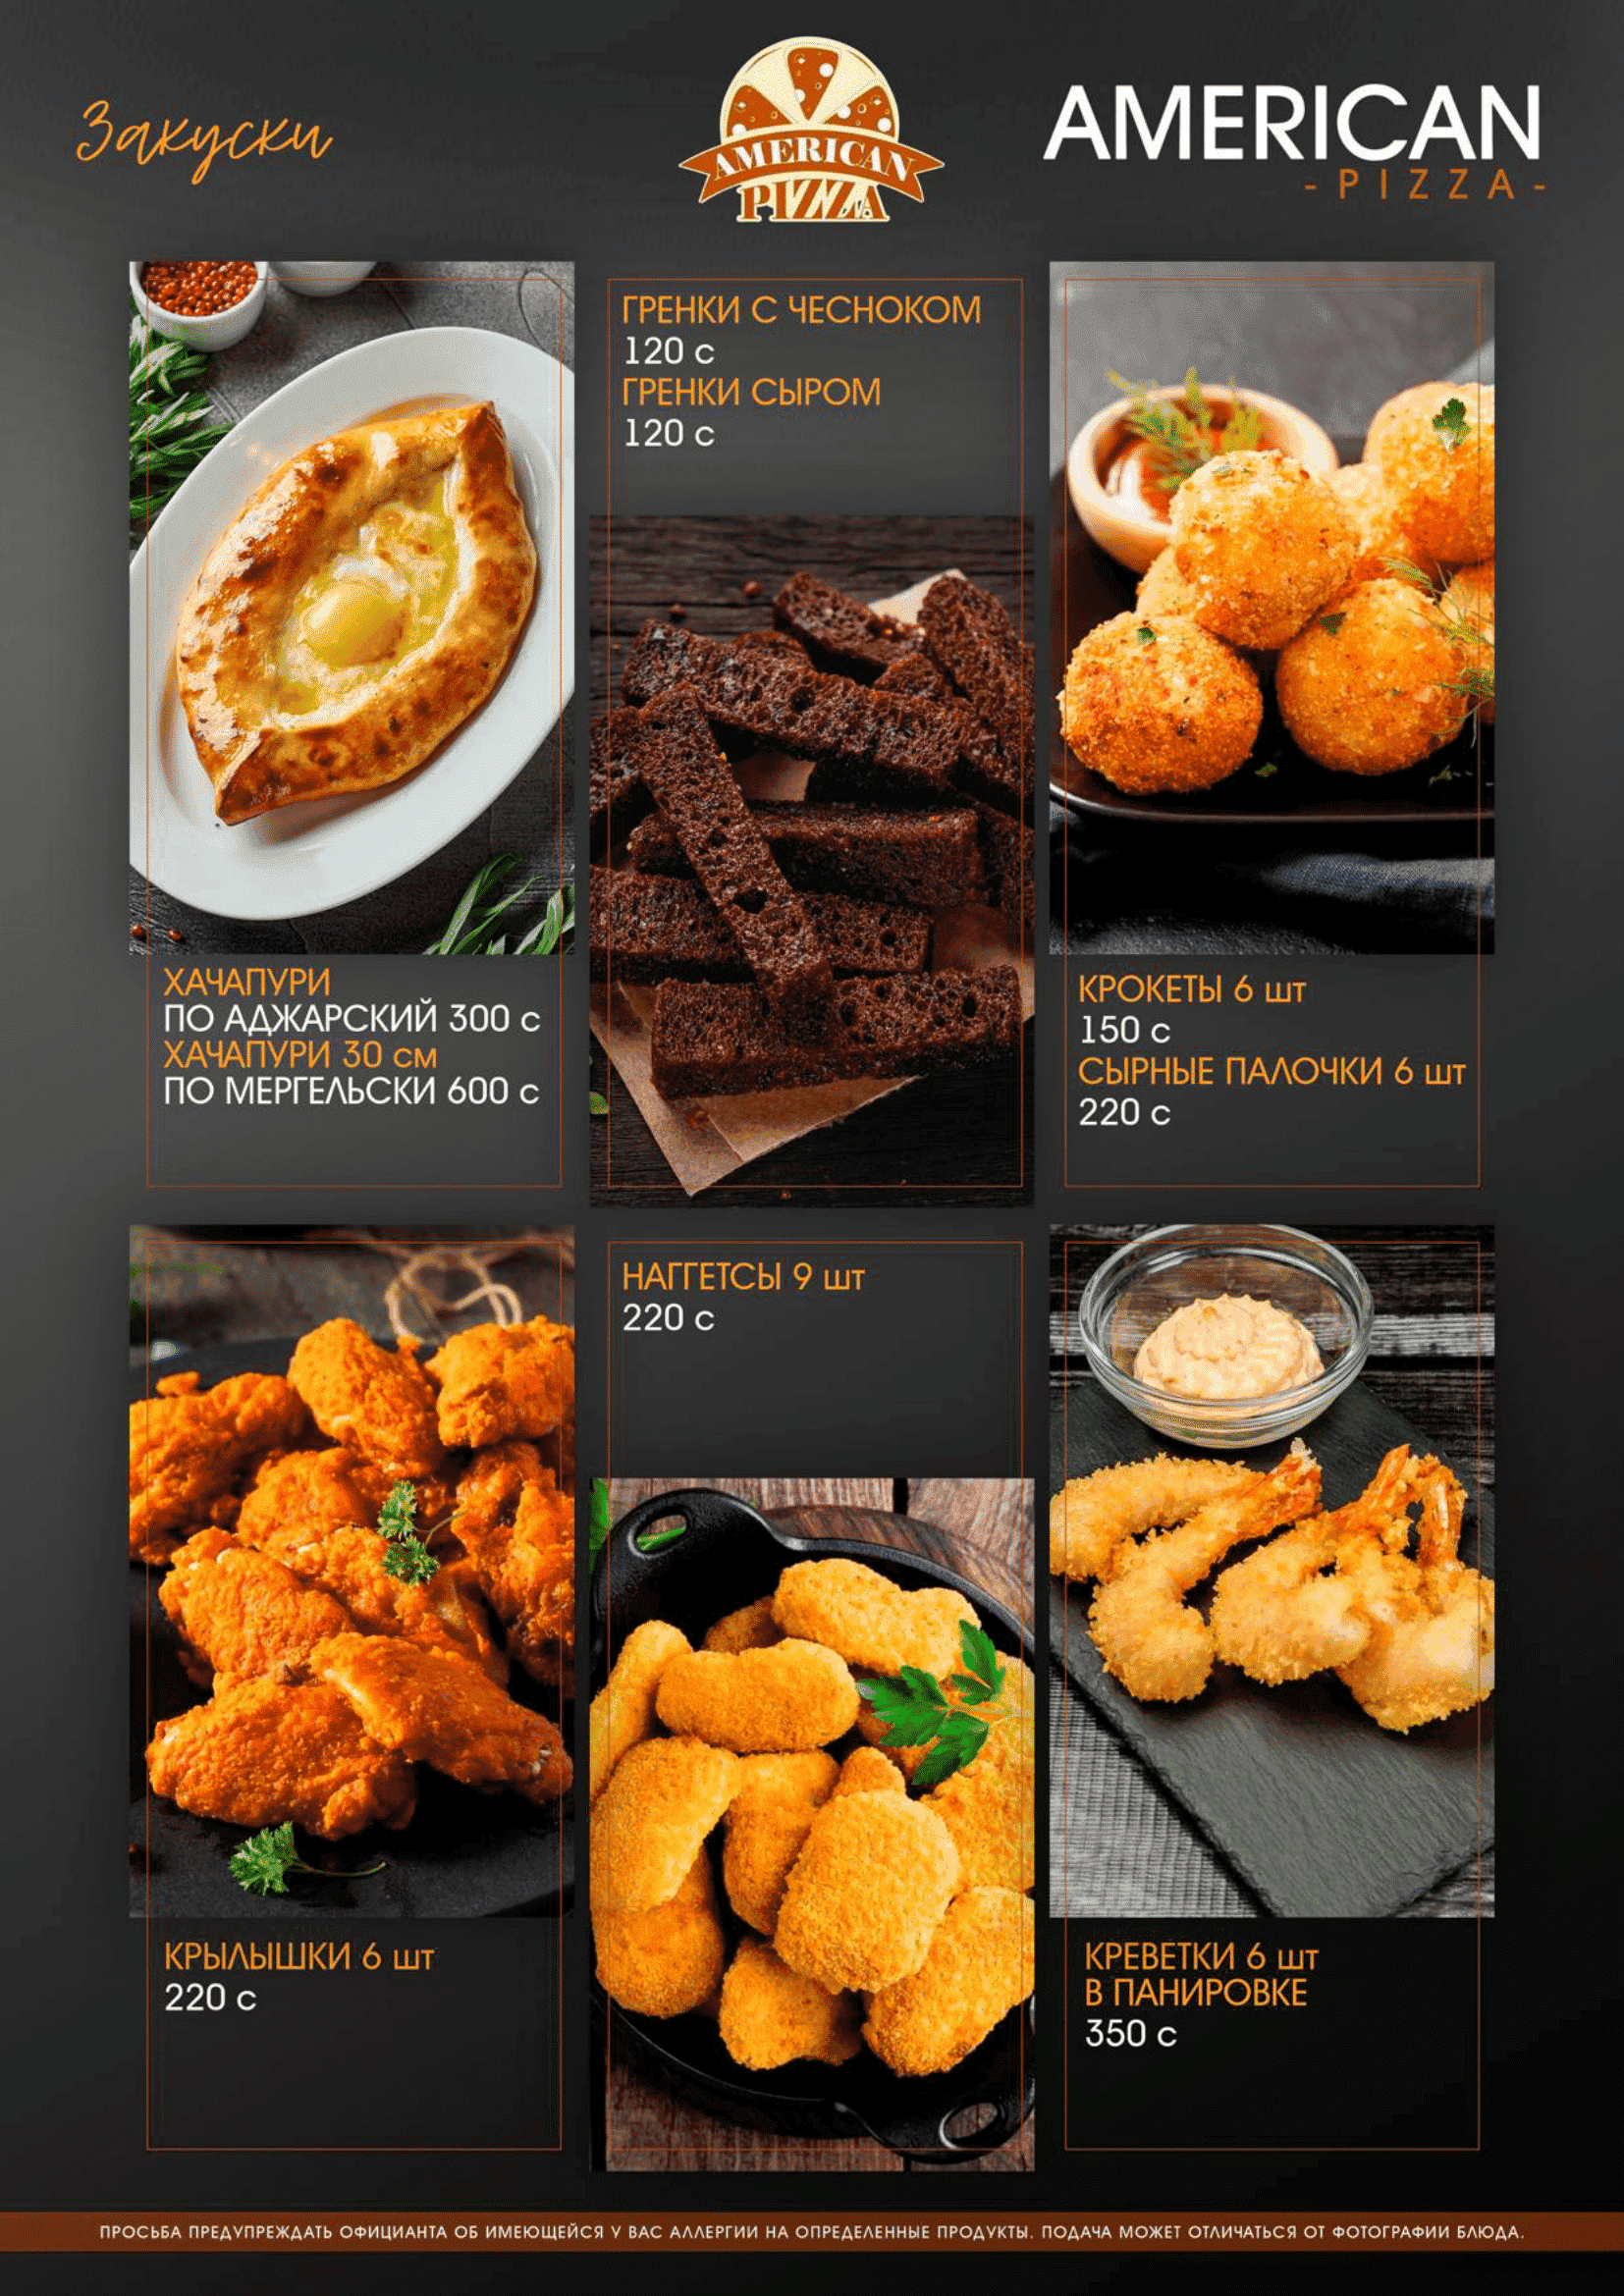 Закуски
AMERICAN
PIZZA
AMERICAN
- PIZZA -
ГРЕНКИ С ЧЕСНОКОМ
120 с
ГРЕНКИ СЫРОМ
120 с
ХАЧАПУРИ
ПО АДЖАРСКИЙ 300 с
ХАЧАПУРИ 30 см
ПО МЕРГЕЛЬСКИ 600 с
КРОКЕТЫ 6 шт
150 с
СЫРНЫЕ ПАЛОЧКИ 6 шт
220 с
НАГГЕТСЫ 9 шт
220 с
КРЫЛЫШКИ 6 шт
220 с
КРЕВЕТКИ 6 шт
В ПАНИРОВКЕ
350 с
ПРОСЬБА ПРЕДУПРЕЖДАТЬ ОФИЦИАНТА ОБ ИМЕЮЩЕЙСЯ У ВАС АЛЛЕРГИИ НА ОПРЕДЕЛЕННЫЕ ПРОДУКТЫ. ПОДАЧА МОЖЕТ ОТЛИЧАТЬСЯ ОТ ФОТОГРАФИИ БЛЮДА.